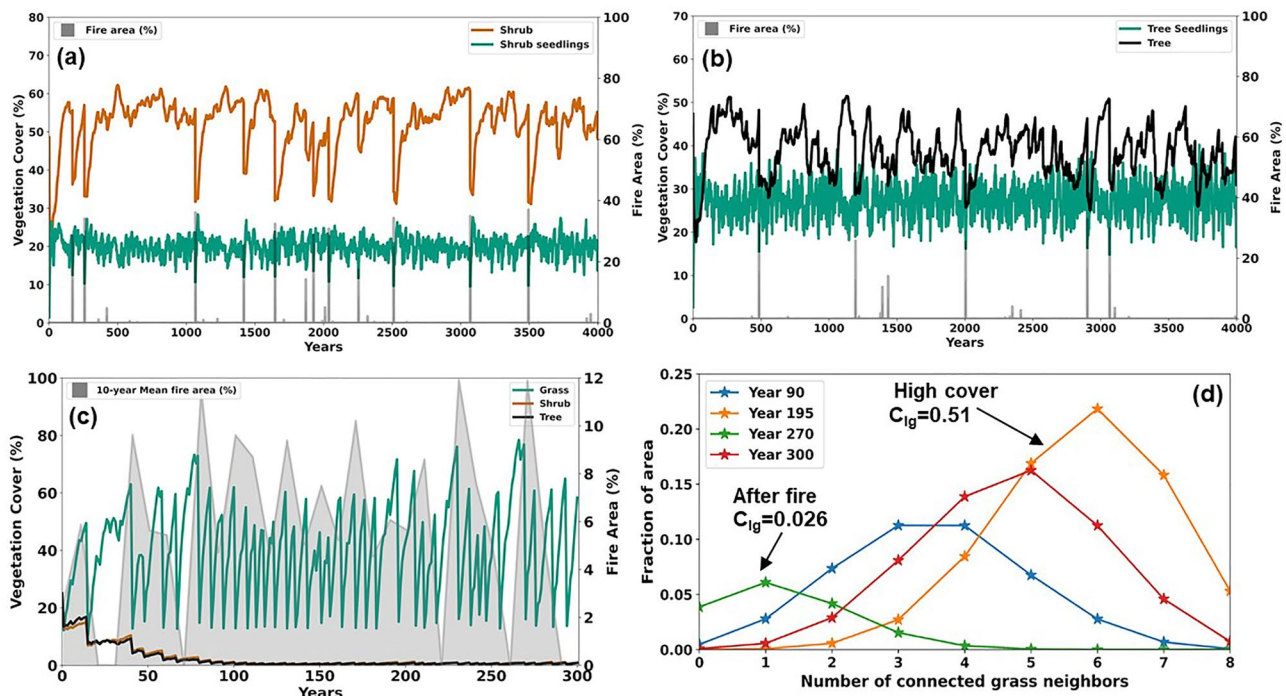 (a)
Fire area (%)
Shrub
Shrub seedlings
Vegetation Cover (%)
Fire Area (%)
80
70
60
50
40
30
20
10
0
100
80
60
40
20
0
0 500 1000 1500 2000 2500 3000 3500 4000
Years
(b)
Fire area (%)
Tree Seedlings
Tree
Vegetation Cover (%)
Fire Area (%)
70
60
50
40
30
20
10
0
100
80
60
40
20
0
0 500 1000 1500 2000 2500 3000 3500 4000
Years
(c)
10-year Mean fire area (%)
Grass
Shrub
Tree
Vegetation Cover (%)
Fire Area (%)
100
80
60
40
20
0
12
10
8
6
4
2
0
0 50 100 150 200 250 300
Years
(d)
Year 90
Year 195
Year 270
Year 300
High cover
Clg=0.51
After fire
Clg=0.026
Fraction of area
0.25
0.20
0.15
0.10
0.05
0.00
0 1 2 3 4 5 6 7 8
Number of connected grass neighbors